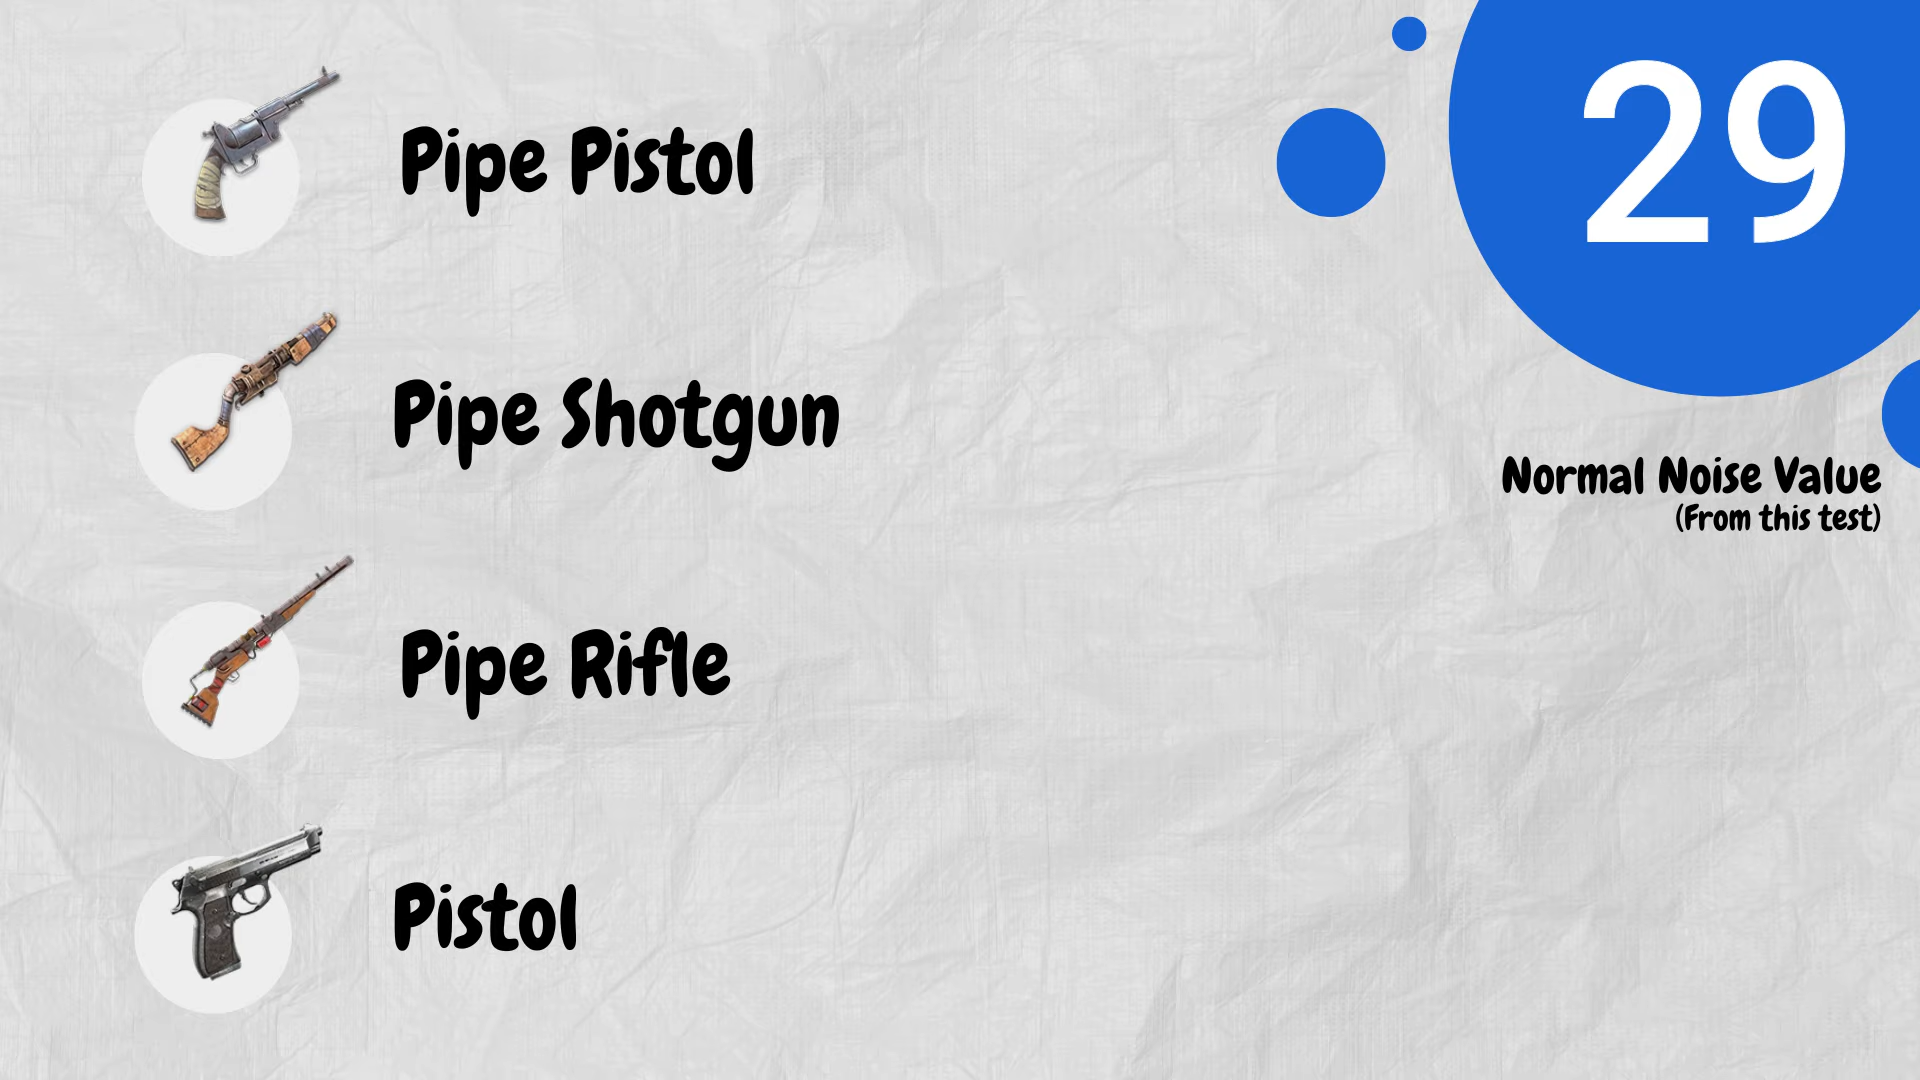 Pipe Pistol
29
Pipe Shotgun
Normal Noise Value
(From this test)
Pipe Rifle
Pistol